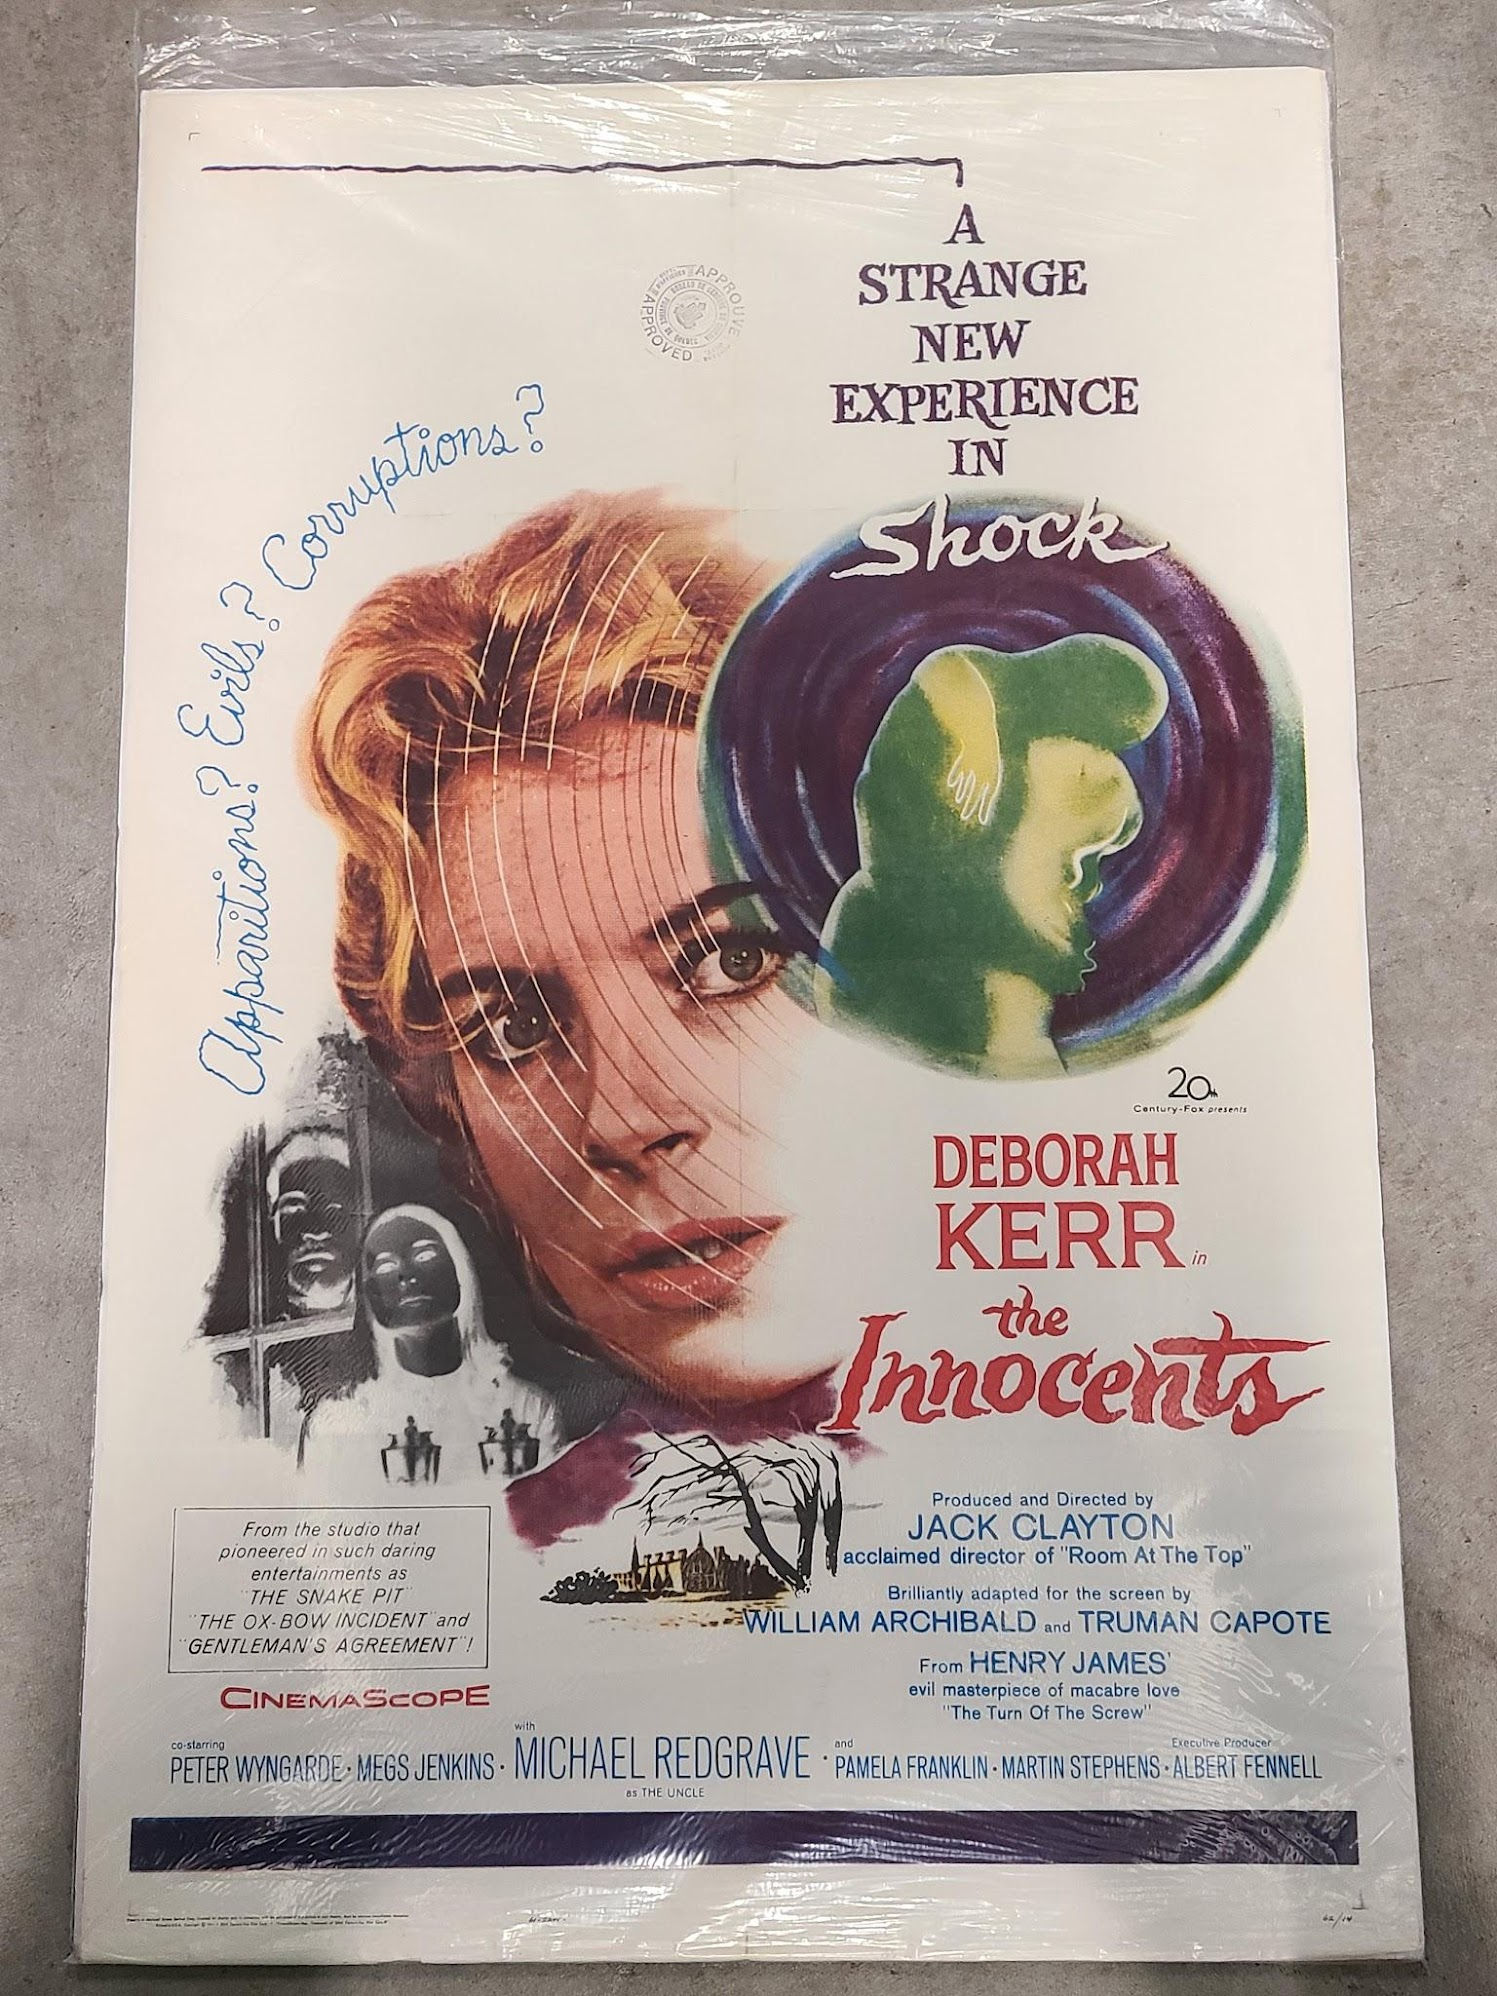 A
STRANGE
NEW
EXPERIENCE
IN
Shock
APPROUVE
APPROVED
Apparitions? Evils? Corruptions?
20th
Century-Fox presents
DEBORAH
KERR in
the
Innocents
Produced and Directed by
JACK CLAYTON
acclaimed director of "Room At The Top"
Brilliantly adapted for the screen by
WILLIAM ARCHIBALD and TRUMAN CAPOTE
From HENRY JAMES'
evil masterpiece of macabre love
"The Turn Of The Screw"
From the studio that
pioneered in such daring
entertainments as
"THE SNAKE PIT"
"THE OX-BOW INCIDENT" and
"GENTLEMAN'S AGREEMENT"!
CINEMASCOPE
co-starring
PETER WYNGARDE · MEGS JENKINS ·
with
MICHAEL REDGRAVE ·
as THE UNCLE
and
PAMELA FRANKLIN · MARTIN STEPHENS ·
Executive Producer
ALBERT FENNELL
62/14